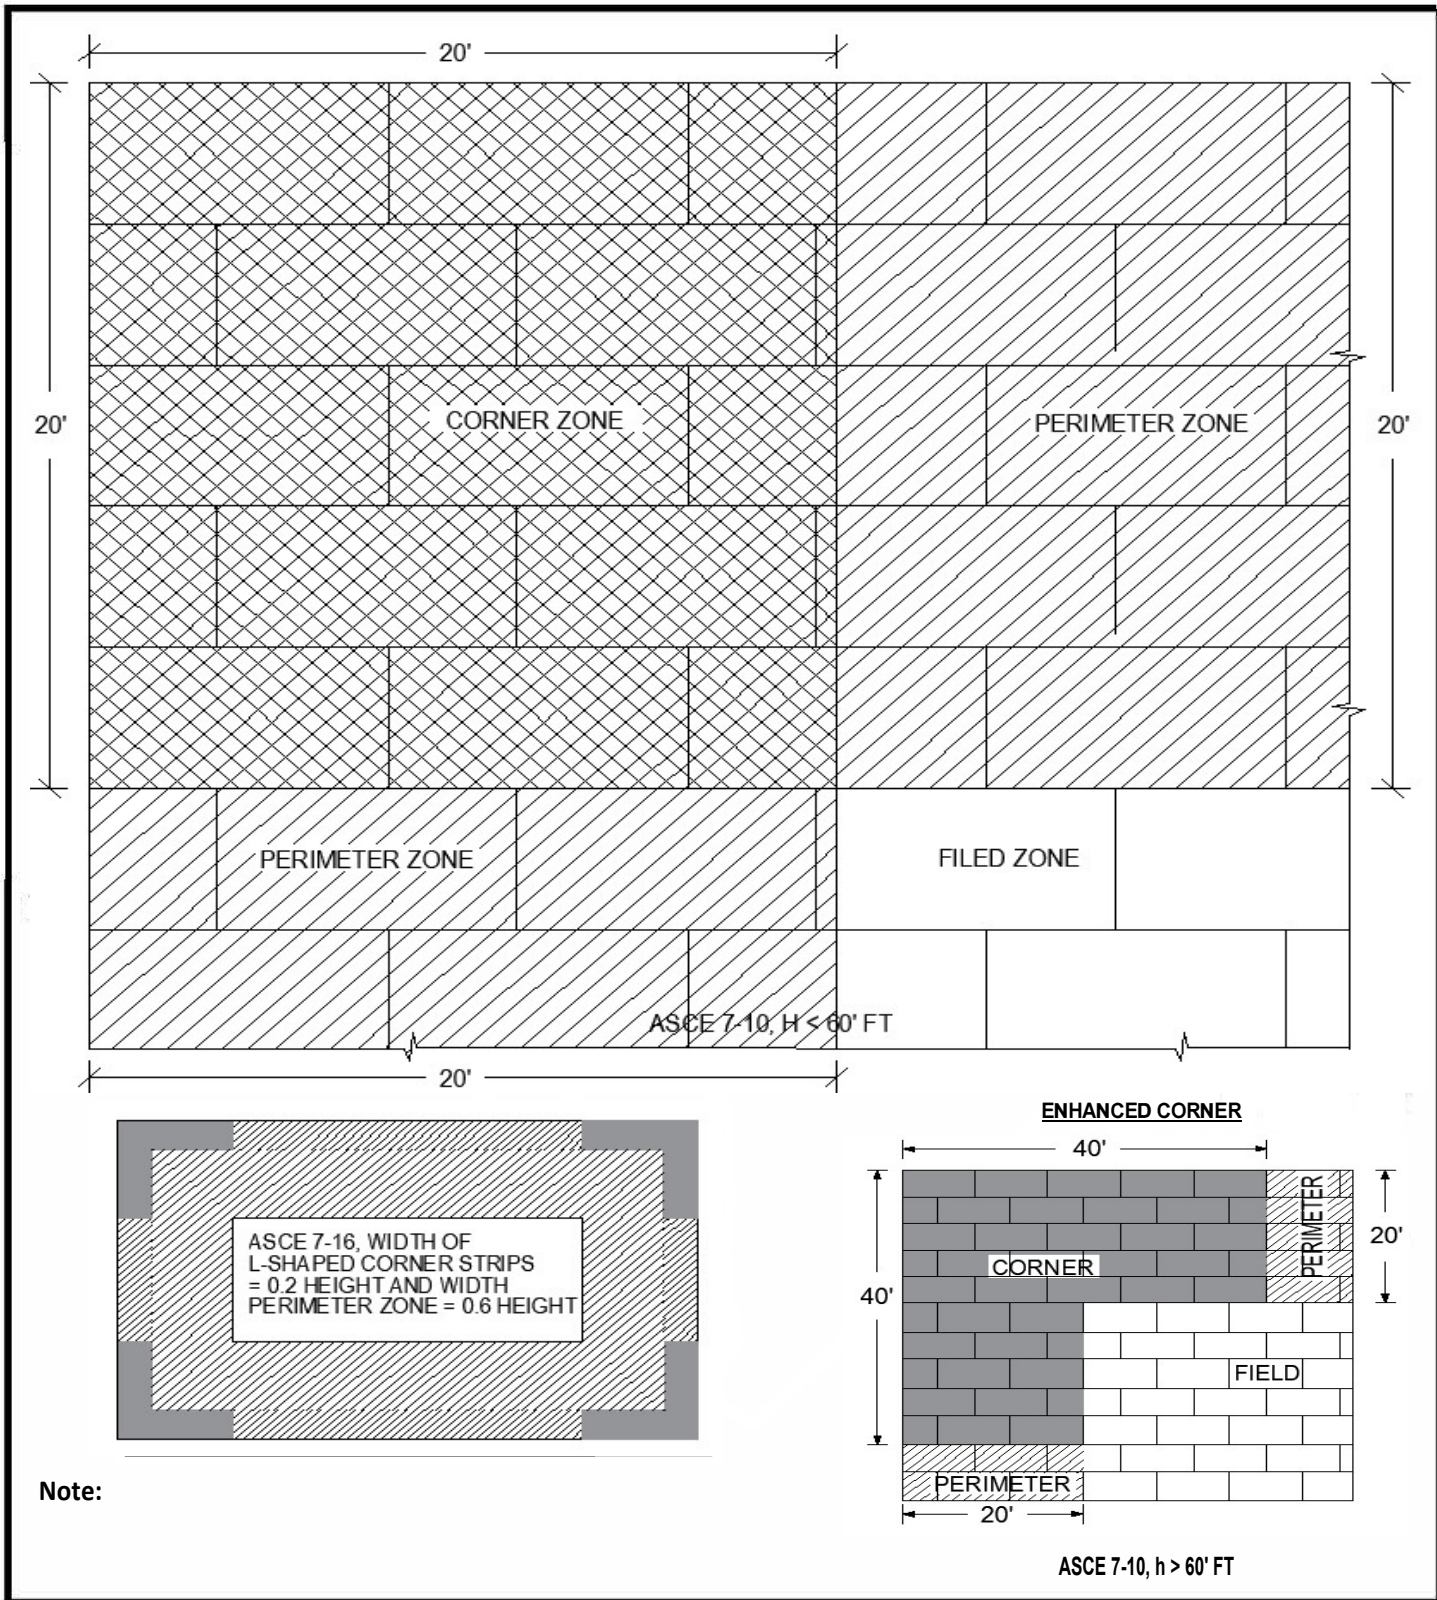 20'
20'
CORNER ZONE
PERIMETER ZONE
20'
PERIMETER ZONE
FILED ZONE
ASCE 7-10, H < 60' FT
20'
ASCE 7-16, WIDTH OF
L-SHAPED CORNER STRIPS
= 0.2 HEIGHT AND WIDTH
PERIMETER ZONE = 0.6 HEIGHT
ENHANCED CORNER
40'
PERIMETER
20'
CORNER
40'
FIELD
PERIMETER
20'
Note:
ASCE 7-10, h > 60' FT